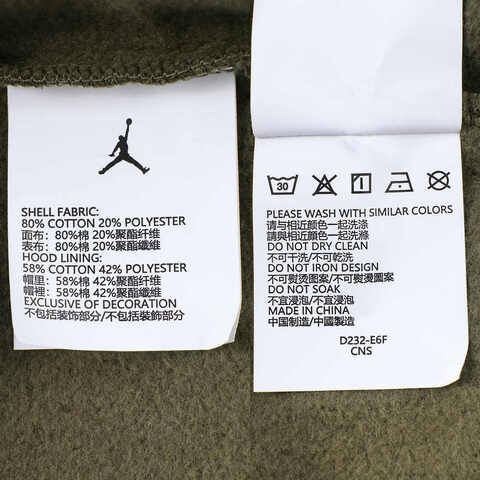 SHELL FABRIC:
80% COTTON 20% POLYESTER
面布：80%棉 20%聚酯纤维
表布：80%棉 20%聚酯纖維
HOOD LINING:
58% COTTON 42% POLYESTER
帽里：58%棉 42%聚酯纤维
帽裡：58%棉 42%聚酯纖維
EXCLUSIVE OF DECORATION
不包括装饰部分/不包括裝飾部分
30
PLEASE WASH WITH SIMILAR COLORS
请与相近颜色一起洗涤
請與相近顏色一起洗滌
DO NOT DRY CLEAN
不可干洗/不可乾洗
DO NOT IRON DESIGN
不可熨烫图案/不可熨燙圖案
DO NOT SOAK
不宜浸泡/不宜浸泡
MADE IN CHINA
中国制造/中國製造
D232-E6F
CNS